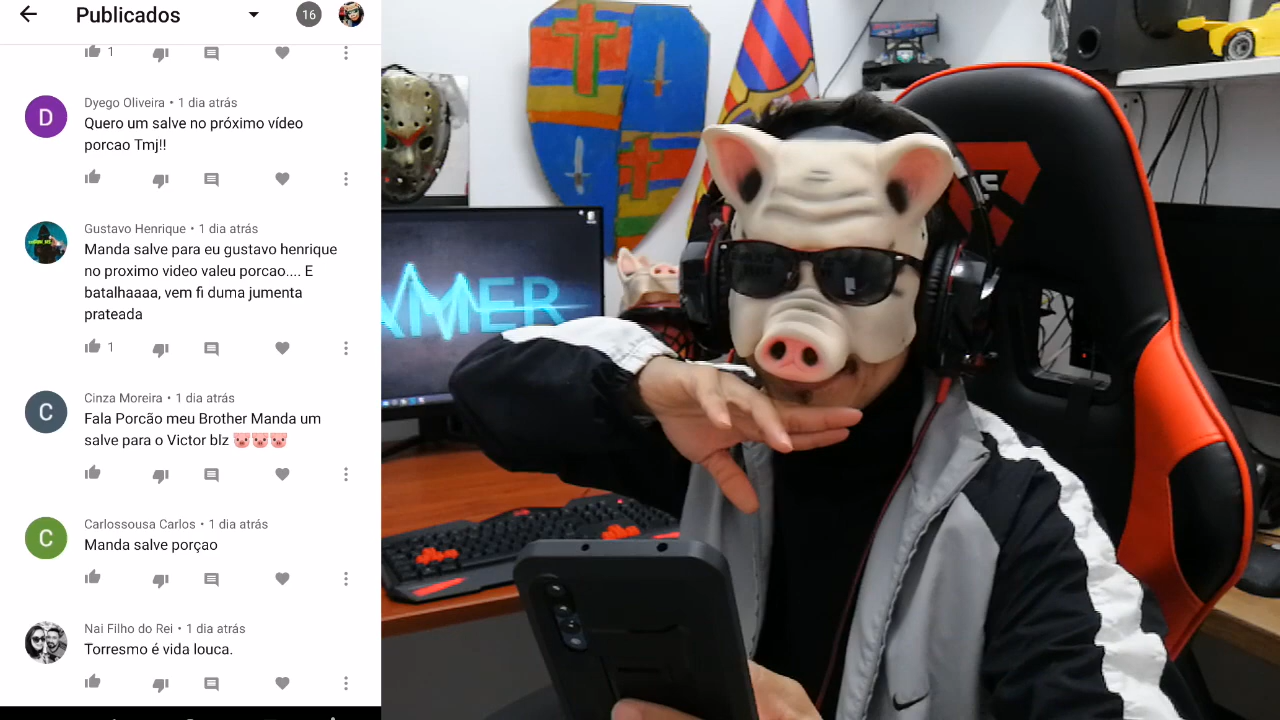 Publicados
16
1
Dyego Oliveira • 1 dia atrás
Quero um salve no próximo vídeo
porcao Tmj!!
Gustavo Henrique • 1 dia atrás
Manda salve para eu gustavo henrique
no proximo video valeu porcao.... E
batalhaaaa, vem fi duma jumenta
prateada
1
Cinza Moreira • 1 dia atrás
Fala Porcão meu Brother Manda um
salve para o Victor blz 🐷🐷🐷
Carlossousa Carlos • 1 dia atrás
Manda salve porçao
Nai Filho do Rei • 1 dia atrás
Torresmo é vida louca.
D
C
C
AMER